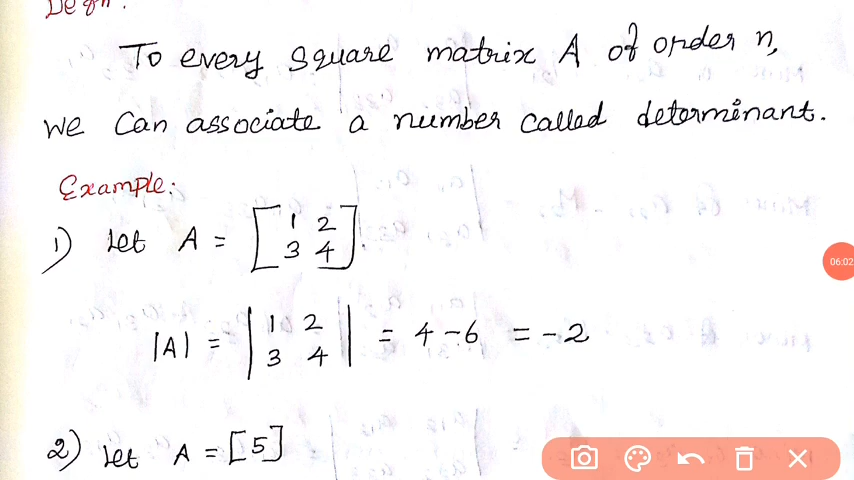 Defn:
To every square matrix A of order n,
we can associate a number called determinant.
Example:
1) Let A = [1 2
3 4].
|A| = |1 2
3 4| = 4 - 6 = -2
2) Let A = [5]
06:02